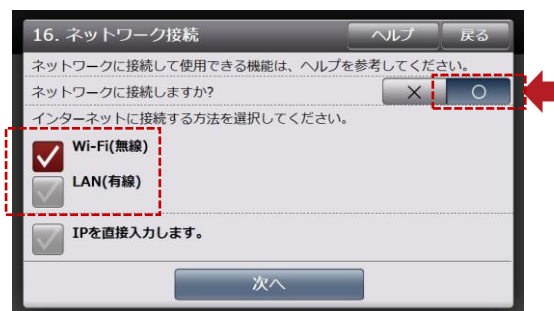 16. ネットワーク接続 ヘルプ 戻る
ネットワークに接続して使用できる機能は、ヘルプを参考してください。
ネットワークに接続しますか? × ○
インターネットに接続する方法を選択してください。
Wi-Fi(無線)
LAN(有線)
IPを直接入力します。
次へ